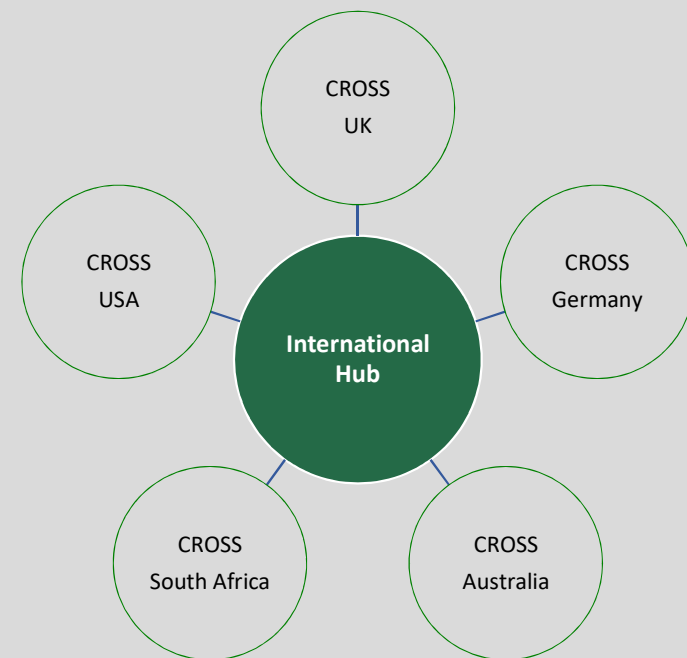 CROSS
UK
CROSS
USA
CROSS
Germany
International
Hub
CROSS
South Africa
CROSS
Australia